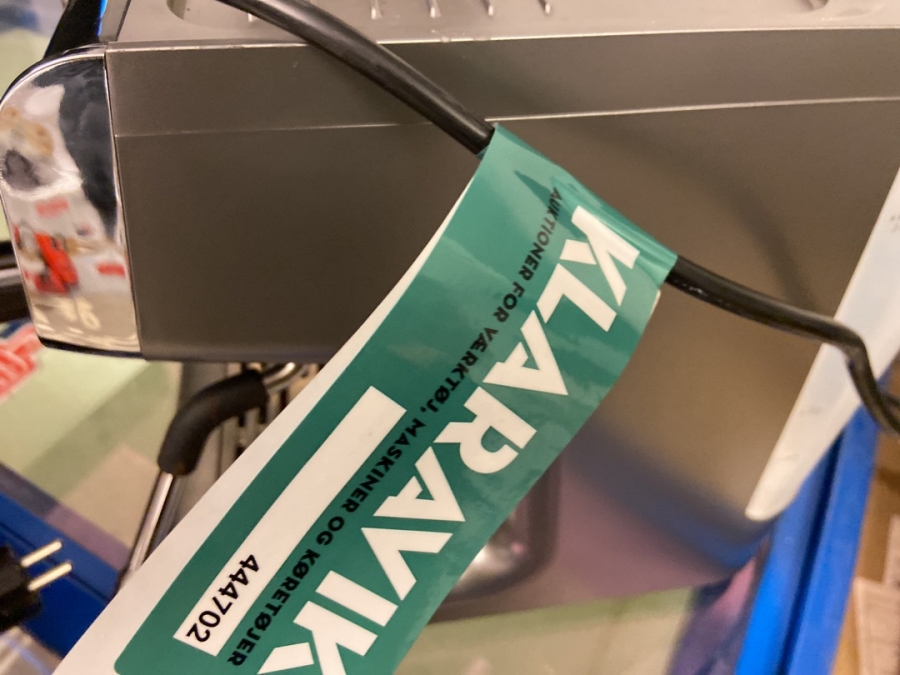 KLARAVIK
AUKTIONER FOR VÆRKTØJ, MASKINER OG KØRETØJER
444702